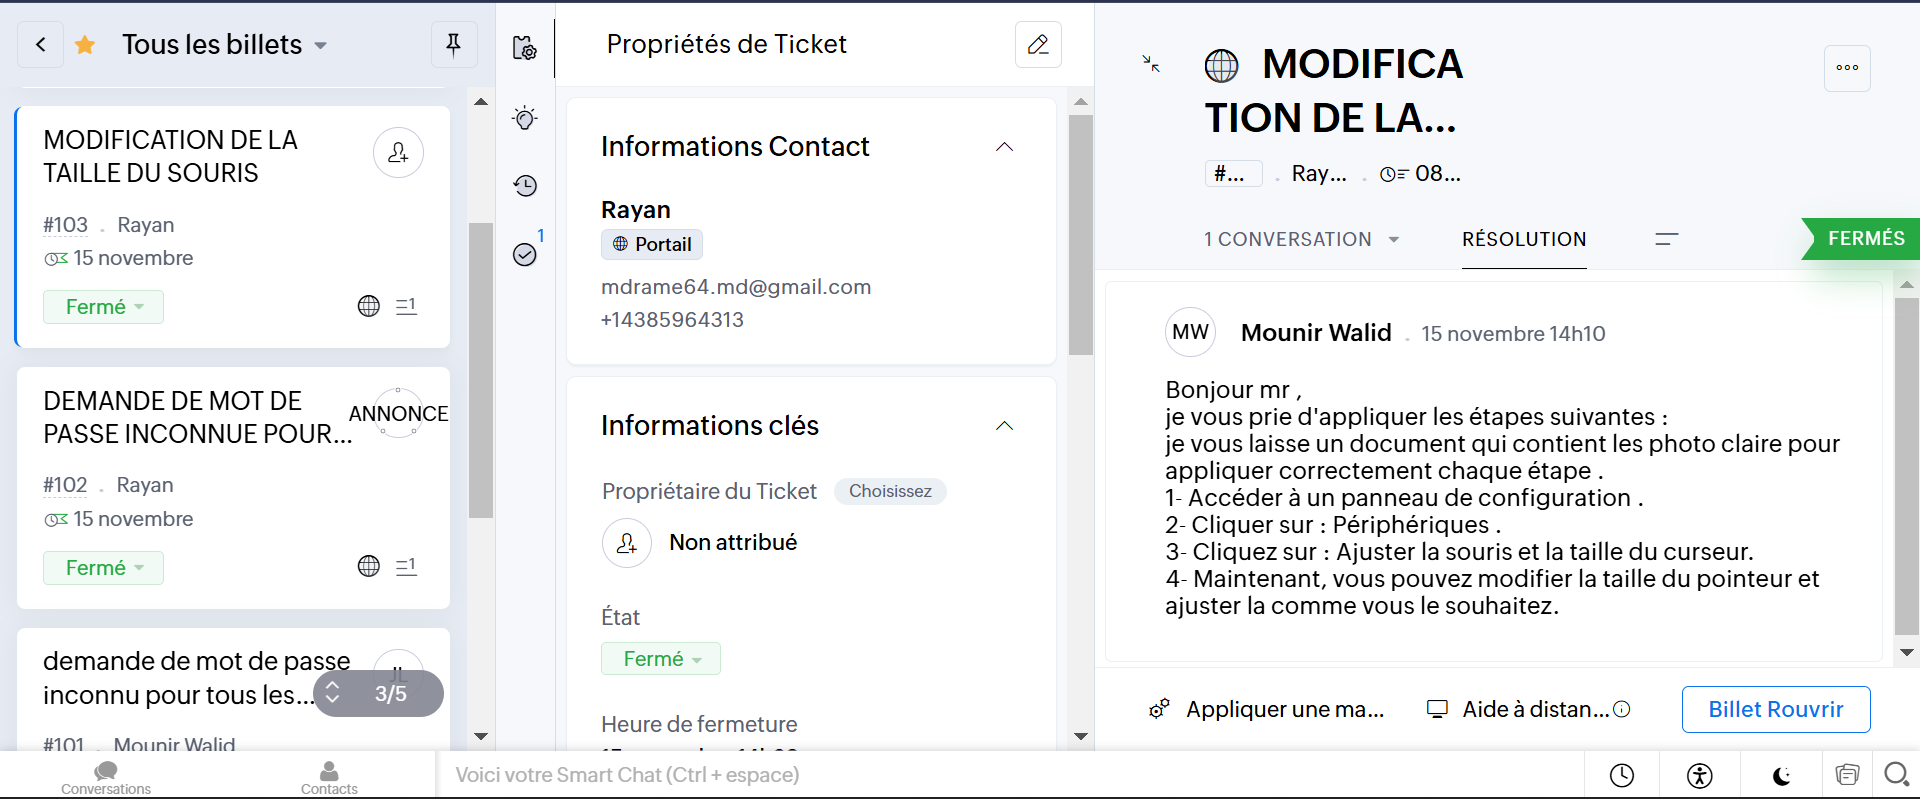 Tous les billets
MODIFICATION DE LA
TAILLE DU SOURIS
#103 . Rayan
15 novembre
Fermé
1
DEMANDE DE MOT DE
PASSE INCONNUE POUR...
ANNONCE
#102 . Rayan
15 novembre
Fermé
1
demande de mot de passe
inconnu pour tous les...
JL
3/5
#101 . Mounir Walid
Conversations
Contacts
1
Propriétés de Ticket
Informations Contact
Rayan
Portail
mdrame64.md@gmail.com
+14385964313
Informations clés
Propriétaire du Ticket Choisissez
Non attribué
État
Fermé
Heure de fermeture
MODIFICA
TION DE LA...
#... . Ray... . 08...
1 CONVERSATION
RÉSOLUTION
FERMÉS
MW Mounir Walid . 15 novembre 14h10
Bonjour mr ,
je vous prie d'appliquer les étapes suivantes :
je vous laisse un document qui contient les photo claire pour
appliquer correctement chaque étape .
1- Accéder à un panneau de configuration .
2- Cliquer sur : Périphériques .
3- Cliquez sur : Ajuster la souris et la taille du curseur.
4- Maintenant, vous pouvez modifier la taille du pointeur et
ajuster la comme vous le souhaitez.
Appliquer une ma...
Aide à distan...
Billet Rouvrir
Voici votre Smart Chat (Ctrl + espace)